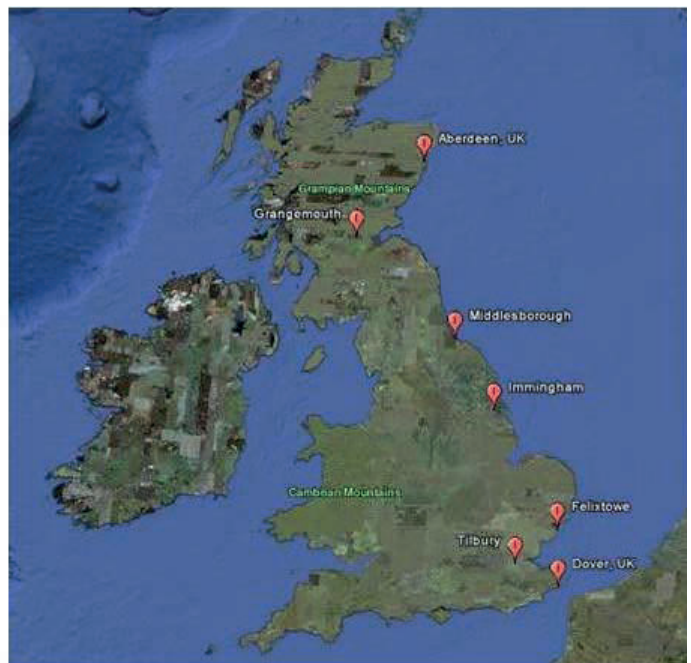 Aberdeen, UK
Grampian Mountains
Grangemouth
Middlesborough
Immingham
Cambrian Mountains
Felixtowe
Tilbury
Dover, UK